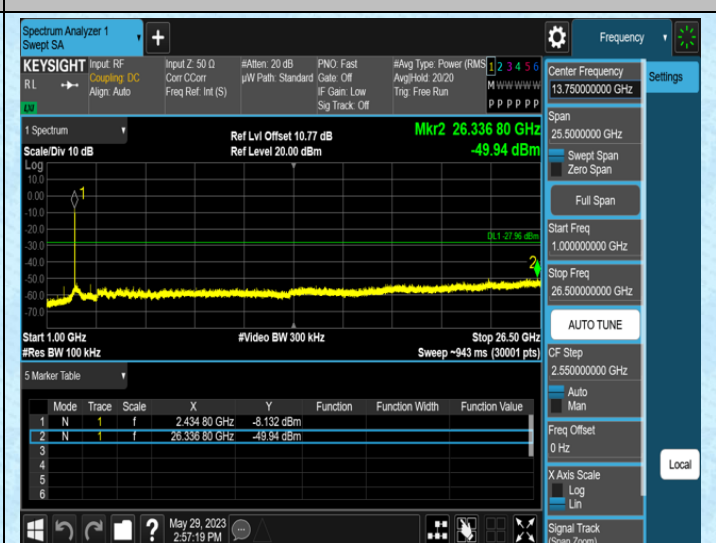 Spectrum Analyzer 1
Swept SA
+
Frequency
KEYSIGHT
RL
Align: Auto
LW
Input: RF
Coupling: DC
Input Z: 50 Ω
Corr CCorr
Freq Ref: Int (S)
#Atten: 20 dB
µW Path: Standard
PNO: Fast
Gate: Off
IF Gain: Low
Sig Track: Off
#Avg Type: Power (RMS
Avg|Hold: 20/20
Trig: Free Run
1 2 3 4 5 6
M W W W W W
P P P P P P
1 Spectrum
Scale/Div 10 dB
Ref Lvl Offset 10.77 dB
Ref Level 20.00 dBm
Mkr2 26.336 80 GHz
-49.94 dBm
Log
10.0
0.00
-10.0
-20.0
-30.0
-40.0
-50.0
-60.0
-70.0
1
DL1 -27.96 dBm
2
Start 1.00 GHz
#Res BW 100 kHz
#Video BW 300 kHz
Stop 26.50 GHz
Sweep ~943 ms (30001 pts)
5 Marker Table
Mode Trace Scale X Y Function Function Width Function Value
1 N 1 f 2.434 80 GHz -8.132 dBm
2 N 1 f 26.336 80 GHz -49.94 dBm
3
4
5
6
May 29, 2023
2:57:19 PM
Center Frequency
13.750000000 GHz
Settings
Span
25.5000000 GHz
Swept Span
Zero Span
Full Span
Start Freq
1.000000000 GHz
Stop Freq
26.500000000 GHz
AUTO TUNE
CF Step
2.550000000 GHz
Auto
Man
Freq Offset
0 Hz
X Axis Scale
Log
Lin
Local
Signal Track
(Span Zoom)